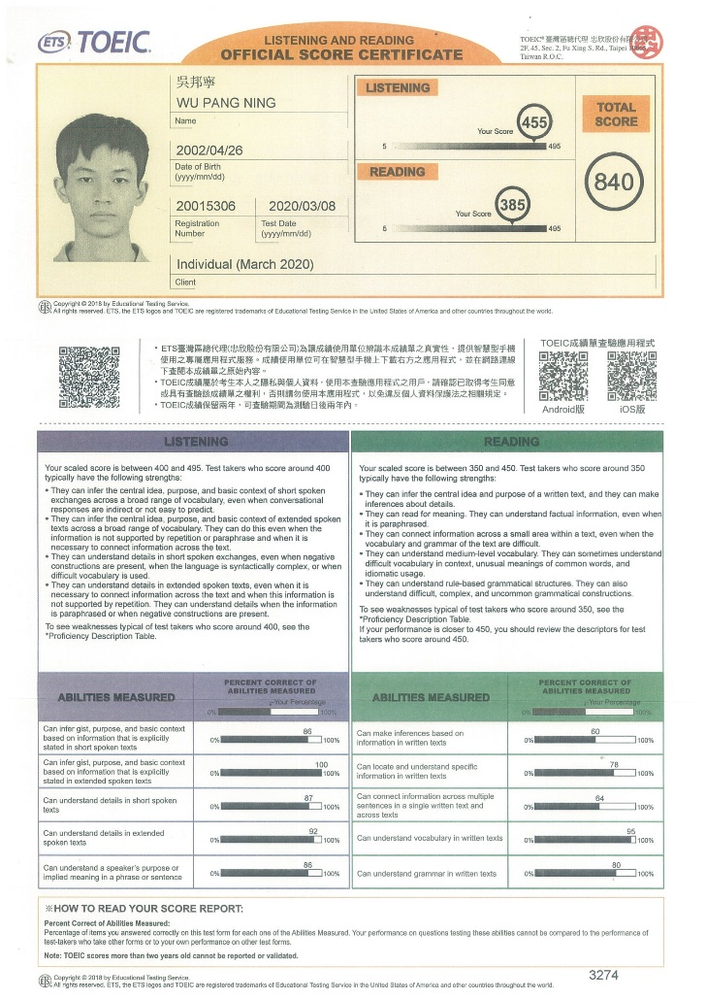 ETS TOEIC.
LISTENING AND READING
OFFICIAL SCORE CERTIFICATE
TOEIC® 臺灣區總代理 忠欣股份有限
2F, 45, Sec. 2, Fu Xing S. Rd., Taipei
Taiwan R.O.C.
吳邦寧
WU PANG NING
Name
2002/04/26
Date of Birth
(yyyy/mm/dd)
20015306
Registration
Number
2020/03/08
Test Date
(yyyy/mm/dd)
Individual (March 2020)
Client
LISTENING
Your Score
455
5
495
READING
Your Score
385
5
495
TOTAL
SCORE
840
ETS
Copyright © 2018 by Educational Testing Service.
All rights reserved. ETS, the ETS logos and TOEIC are registered trademarks of Educational Testing Service in the United States of America and other countries throughout the world.
• ETS臺灣區總代理(忠欣股份有限公司)為讓成績使用單位辨識本成績單之真實性，提供智慧型手機
使用之專屬應用程式服務。成績使用單位可在智慧型手機上下載右方之應用程式，並在網路連線
下查閱本成績單之原始內容。
• TOEIC成績屬於考生本人之隱私與個人資料，使用本查驗應用程式之用戶，請確認已取得考生同意
或具有查驗該成績單之權利，否則請勿使用本應用程式，以免違反個人資料保護法之相關規定。
• TOEIC成績保留兩年，可查驗期間為測驗日後兩年內。
TOEIC成績單查驗應用程式
Android版
iOS版
LISTENING
Your scaled score is between 400 and 495. Test takers who score around 400
typically have the following strengths:
• They can infer the central idea, purpose, and basic context of short spoken
exchanges across a broad range of vocabulary, even when conversational
responses are indirect or not easy to predict.
• They can infer the central idea, purpose, and basic context of extended spoken
texts across a broad range of vocabulary. They can do this even when the
information is not supported by repetition or paraphrase and when it is
necessary to connect information across the text.
• They can understand details in short spoken exchanges, even when negative
constructions are present, when the language is syntactically complex, or when
difficult vocabulary is used.
• They can understand details in extended spoken texts, even when it is
necessary to connect information across the text and when this information is
not supported by repetition. They can understand details when the information
is paraphrased or when negative constructions are present.
To see weaknesses typical of test takers who score around 400, see the
*Proficiency Description Table.
READING
Your scaled score is between 350 and 450. Test takers who score around 350
typically have the following strengths:
• They can infer the central idea and purpose of a written text, and they can make
inferences about details.
• They can read for meaning. They can understand factual information, even when
it is paraphrased.
• They can connect information across a small area within a text, even when the
vocabulary and grammar of the text are difficult.
• They can understand medium-level vocabulary. They can sometimes understand
difficult vocabulary in context, unusual meanings of common words, and
idiomatic usage.
• They can understand rule-based grammatical structures. They can also
understand difficult, complex, and uncommon grammatical constructions.
To see weaknesses typical of test takers who score around 350, see the
*Proficiency Description Table.
If your performance is closer to 450, you should review the descriptors for test
takers who score around 450.
ABILITIES MEASURED
PERCENT CORRECT OF
ABILITIES MEASURED
Your Percentage
0% 100%
Can infer gist, purpose, and basic context
based on information that is explicitly
stated in short spoken texts
86
0% 100%
Can infer gist, purpose, and basic context
based on information that is explicitly
stated in extended spoken texts
100
0% 100%
Can understand details in short spoken
texts
87
0% 100%
Can understand details in extended
spoken texts
92
0% 100%
Can understand a speaker's purpose or
implied meaning in a phrase or sentence
86
0% 100%
ABILITIES MEASURED
PERCENT CORRECT OF
ABILITIES MEASURED
Your Percentage
0% 100%
Can make inferences based on
information in written texts
60
0% 100%
Can locate and understand specific
information in written texts
78
0% 100%
Can connect information across multiple
sentences in a single written text and
across texts
64
0% 100%
Can understand vocabulary in written texts
95
0% 100%
Can understand grammar in written texts
80
0% 100%
※HOW TO READ YOUR SCORE REPORT:
Percent Correct of Abilities Measured:
Percentage of items you answered correctly on this test form for each one of the Abilities Measured. Your performance on questions testing these abilities cannot be compared to the performance of
test-takers who take other forms or to your own performance on other test forms.
Note: TOEIC scores more than two years old cannot be reported or validated.
3274
ETS
Copyright © 2018 by Educational Testing Service.
All rights reserved. ETS, the ETS logos and TOEIC are registered trademarks of Educational Testing Service in the United States of America and other countries throughout the world.